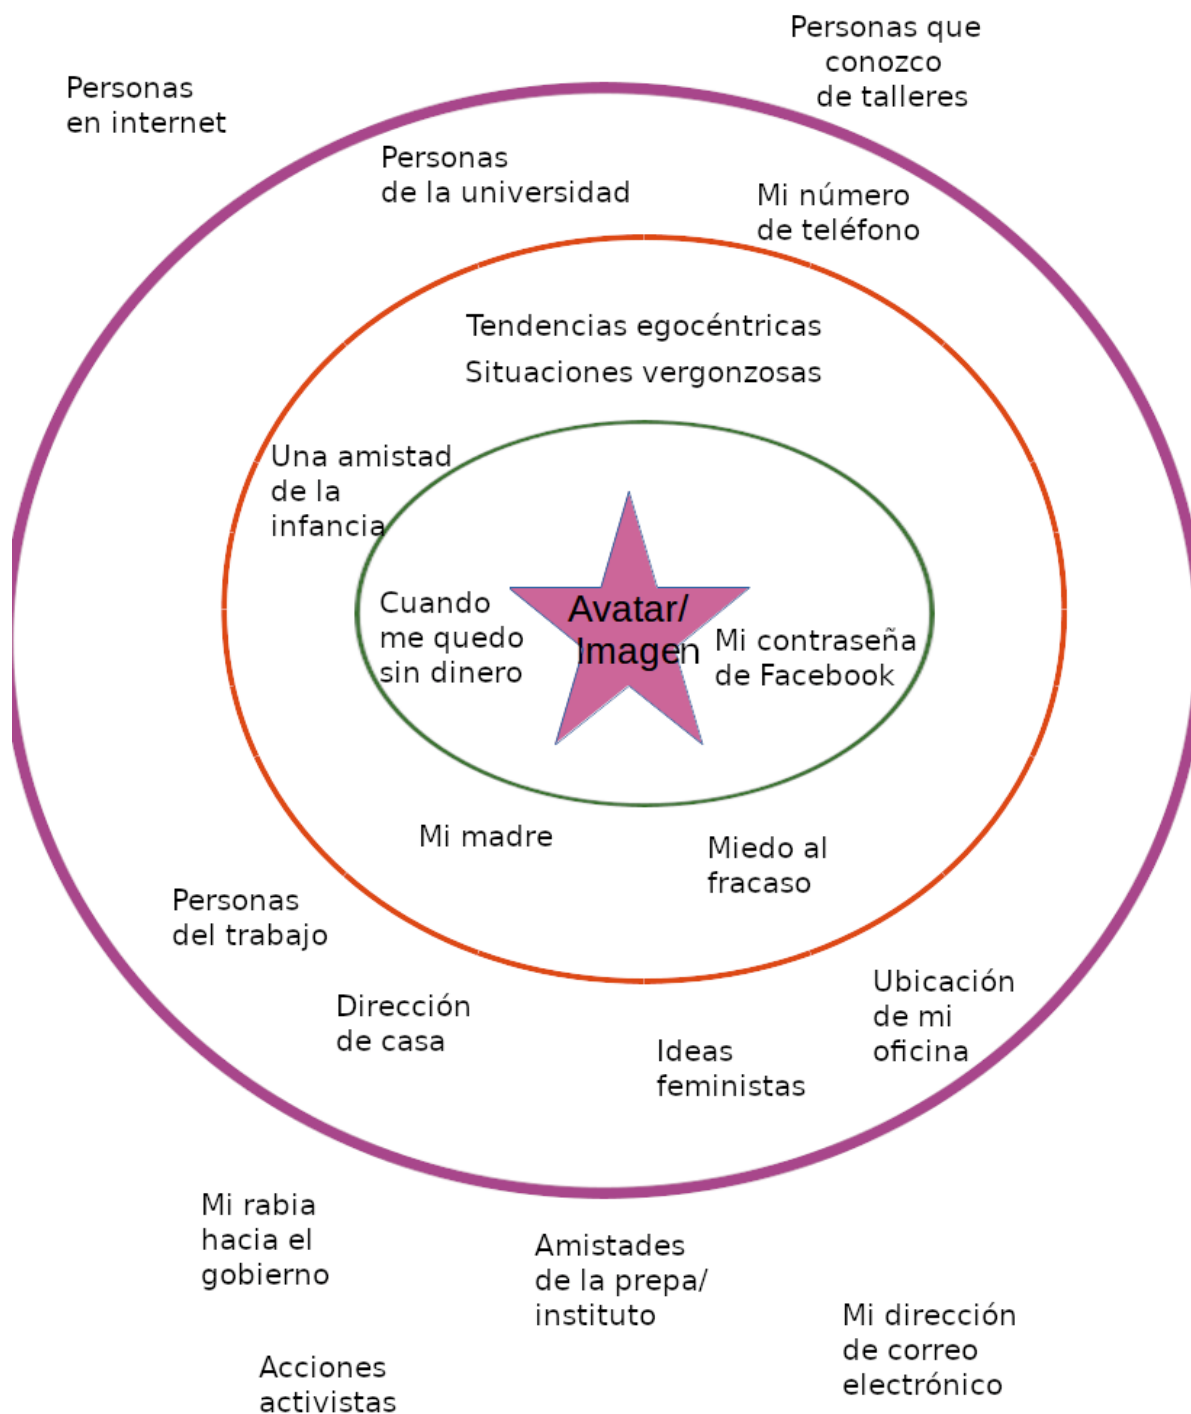 Personas que
conozco
de talleres
Personas
en internet
Personas
de la universidad
Mi número
de teléfono
Tendencias egocéntricas
Situaciones vergonzosas
Una amistad
de la
infancia
Cuando
me quedo
sin dinero
Avatar/
Imagen
Mi contraseña
de Facebook
Mi madre
Miedo al
fracaso
Personas
del trabajo
Dirección
de casa
Ubicación
de mi
oficina
Ideas
feministas
Mi rabia
hacia el
gobierno
Amistades
de la prepa/
instituto
Mi dirección
de correo
electrónico
Acciones
activistas